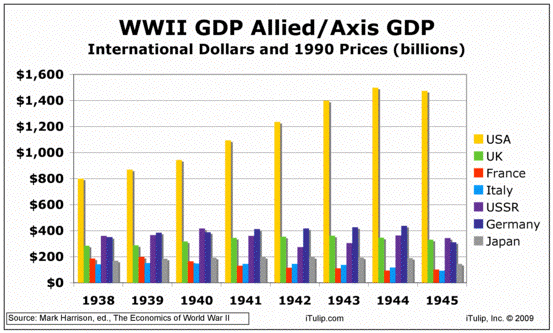 WWII GDP Allied/Axis GDP
International Dollars and 1990 Prices (billions)
$1,600
$1,400
$1,200
$1,000
$800
$600
$400
$200
$0
USA
UK
France
Italy
USSR
Germany
Japan
1938 1939 1940 1941 1942 1943 1944 1945
Source: Mark Harrison, ed., The Economics of World War II iTulip.com iTulip, Inc. © 2009